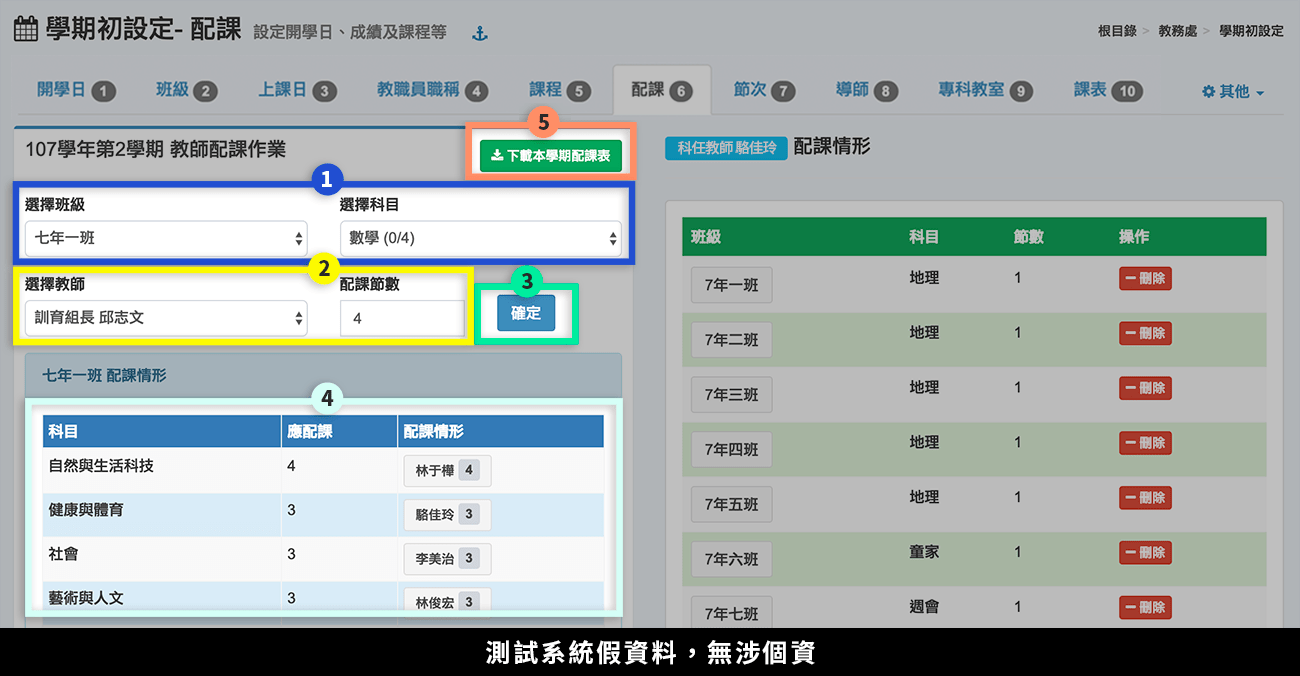 學期初設定- 配課 設定開學日、成績及課程等
根目錄 > 教務處 > 學期初設定
開學日 1 班級 2 上課日 3 教職員職稱 4 課程 5 配課 6 節次 7 導師 8 專科教室 9 課表 10 其他
5
107學年第2學期 教師配課作業
下載本學期配課表
1
選擇班級 選擇科目
七年一班 數學 (0/4)
2
選擇教師 配課節數
訓育組長 邱志文 4
3
確定
七年一班 配課情形
4
科目 應配課 配課情形
自然與生活科技 4 林于樺 4
健康與體育 3 駱佳玲 3
社會 3 李美治 3
藝術與人文 3 林俊宏 3
科任教師 駱佳玲 配課情形
班級 科目 節數 操作
7年一班 地理 1 刪除
7年二班 地理 1 刪除
7年三班 地理 1 刪除
7年四班 地理 1 刪除
7年五班 地理 1 刪除
7年六班 童家 1 刪除
7年七班 週會 1 刪除
測試系統假資料，無涉個資